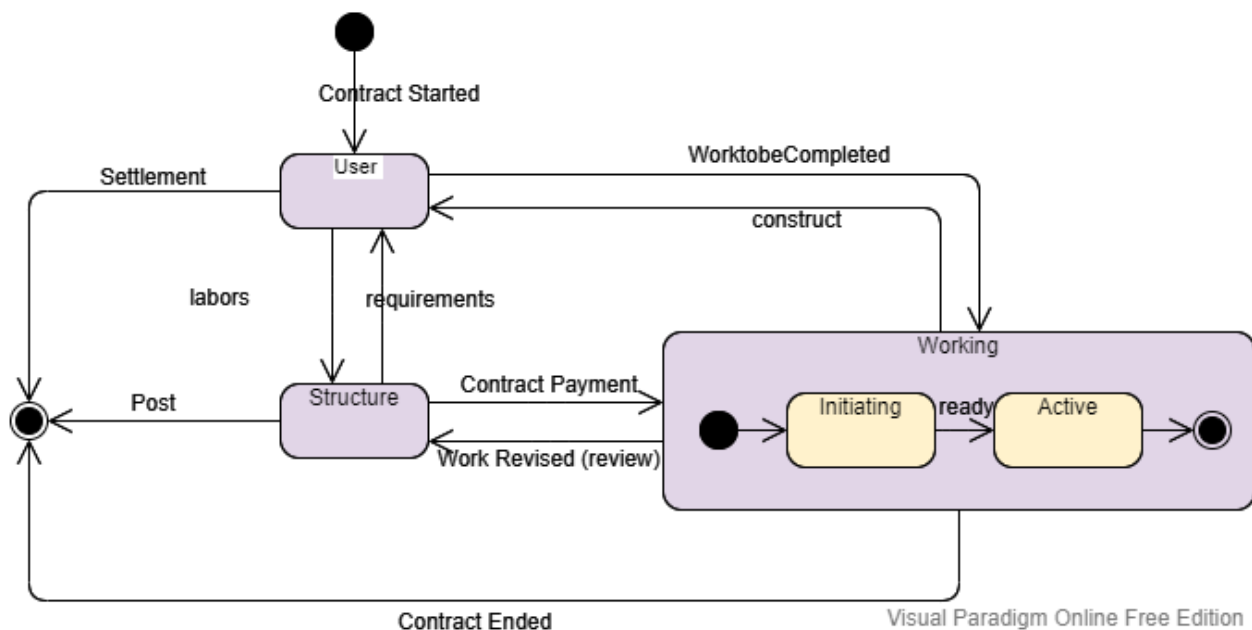 Contract Started
User
WorktobeCompleted
Settlement
construct
labors
requirements
Working
Structure
Contract Payment
Post
Initiating
ready
Active
Work Revised (review)
Contract Ended
Visual Paradigm Online Free Edition